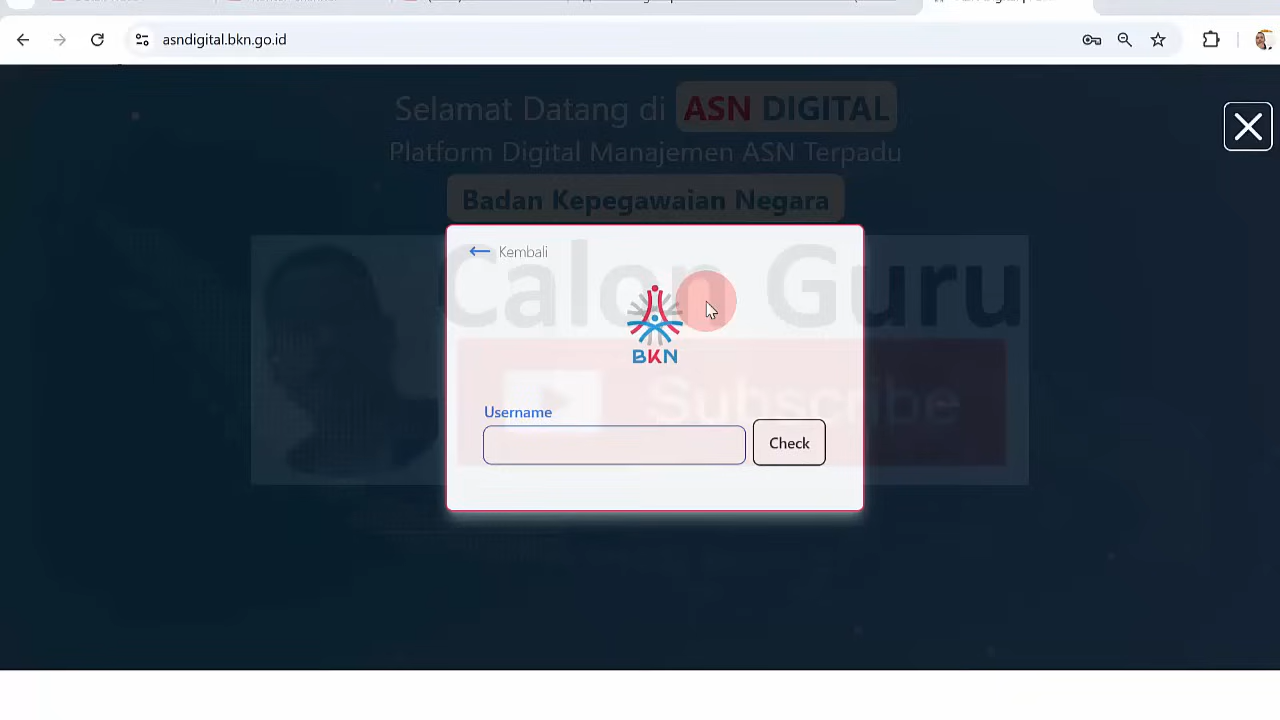 asndigital.bkn.go.id
Selamat Datang di ASN DIGITAL
Platform Digital Manajemen ASN Terpadu
Badan Kepegawaian Negara
Kembali
Calon Guru
BKN
Subscribe
Username
Check